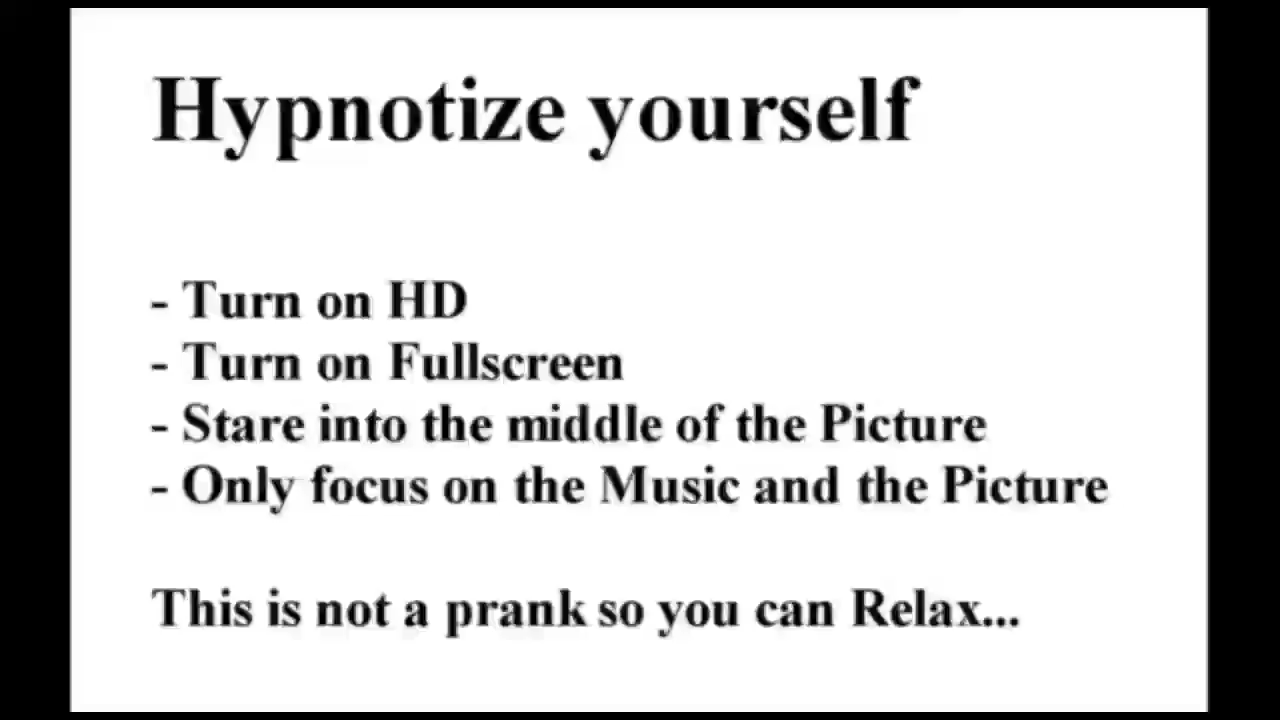 Hypnotize yourself
- Turn on HD
- Turn on Fullscreen
- Stare into the middle of the Picture
- Only focus on the Music and the Picture
This is not a prank so you can Relax...